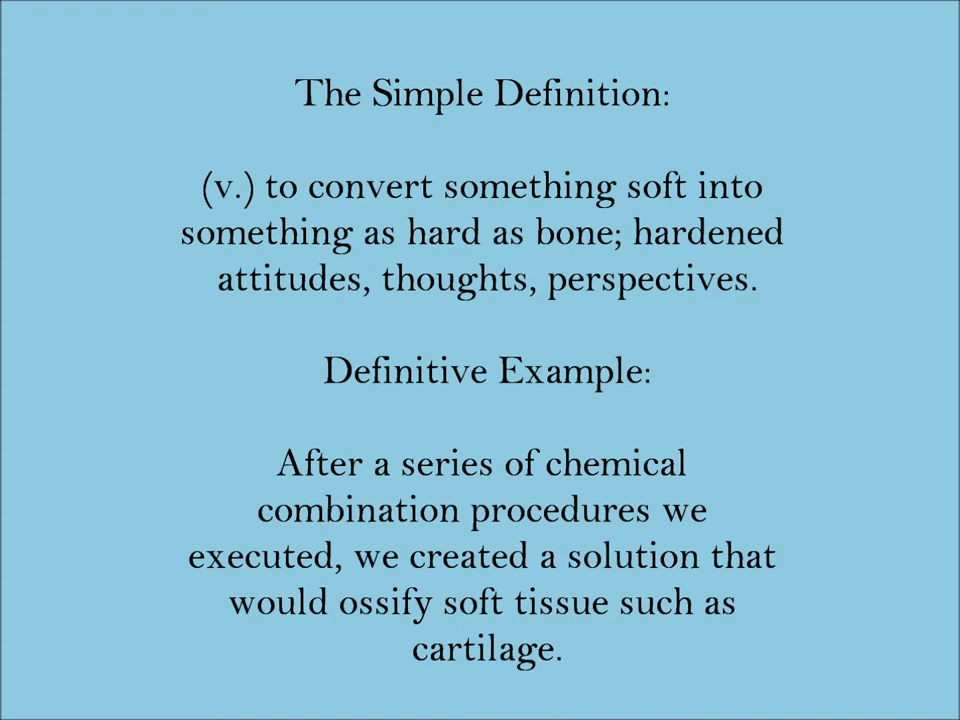 The Simple Definition:
(v.) to convert something soft into
something as hard as bone; hardened
attitudes, thoughts, perspectives.
Definitive Example:
After a series of chemical
combination procedures we
executed, we created a solution that
would ossify soft tissue such as
cartilage.